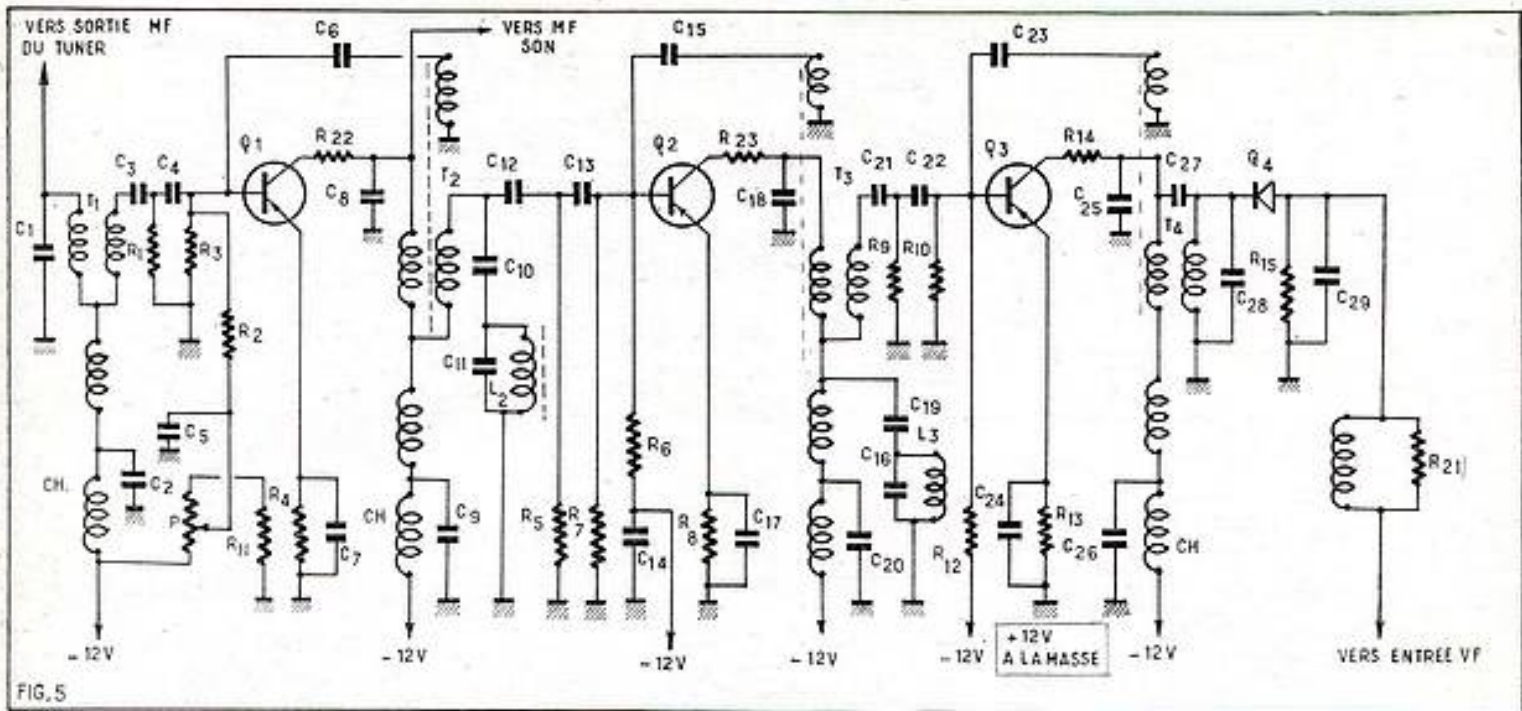 VERS SORTIE MF
DU TUNER
C6
VERS MF
SON
C15
C23
Q1
R22
Q2
R23
Q3
R14
C3
C4
T1
C8
T2
C12
C13
C18
T3
C21
C22
C25
C27
Q4
C1
R1
R3
R9
R10
T4
R15
C10
C28
C29
R2
C11
L2
C5
R6
C19
L3
C16
R21
CH.
C2
P
R11
R4
C7
CH
C9
R5
R7
C14
R8
C17
C20
R12
C24
R13
C26
CH
-12V
-12V
-12V
-12V
-12V
+12V
A LA MASSE
-12V
VERS ENTRÉE VF
FIG.5